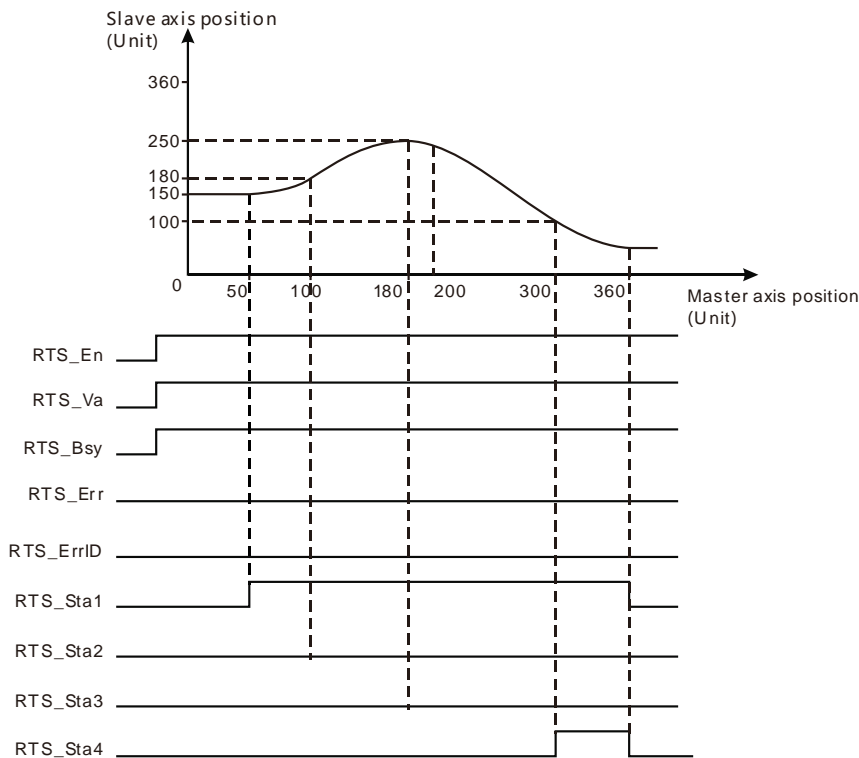 Slave axis position
(Unit)
360
250
180
150
100
0
50
100
180
200
300
360
Master axis position
(Unit)
RTS_En
RTS_Va
RTS_Bsy
RTS_Err
RTS_ErrID
RTS_Sta1
RTS_Sta2
RTS_Sta3
RTS_Sta4